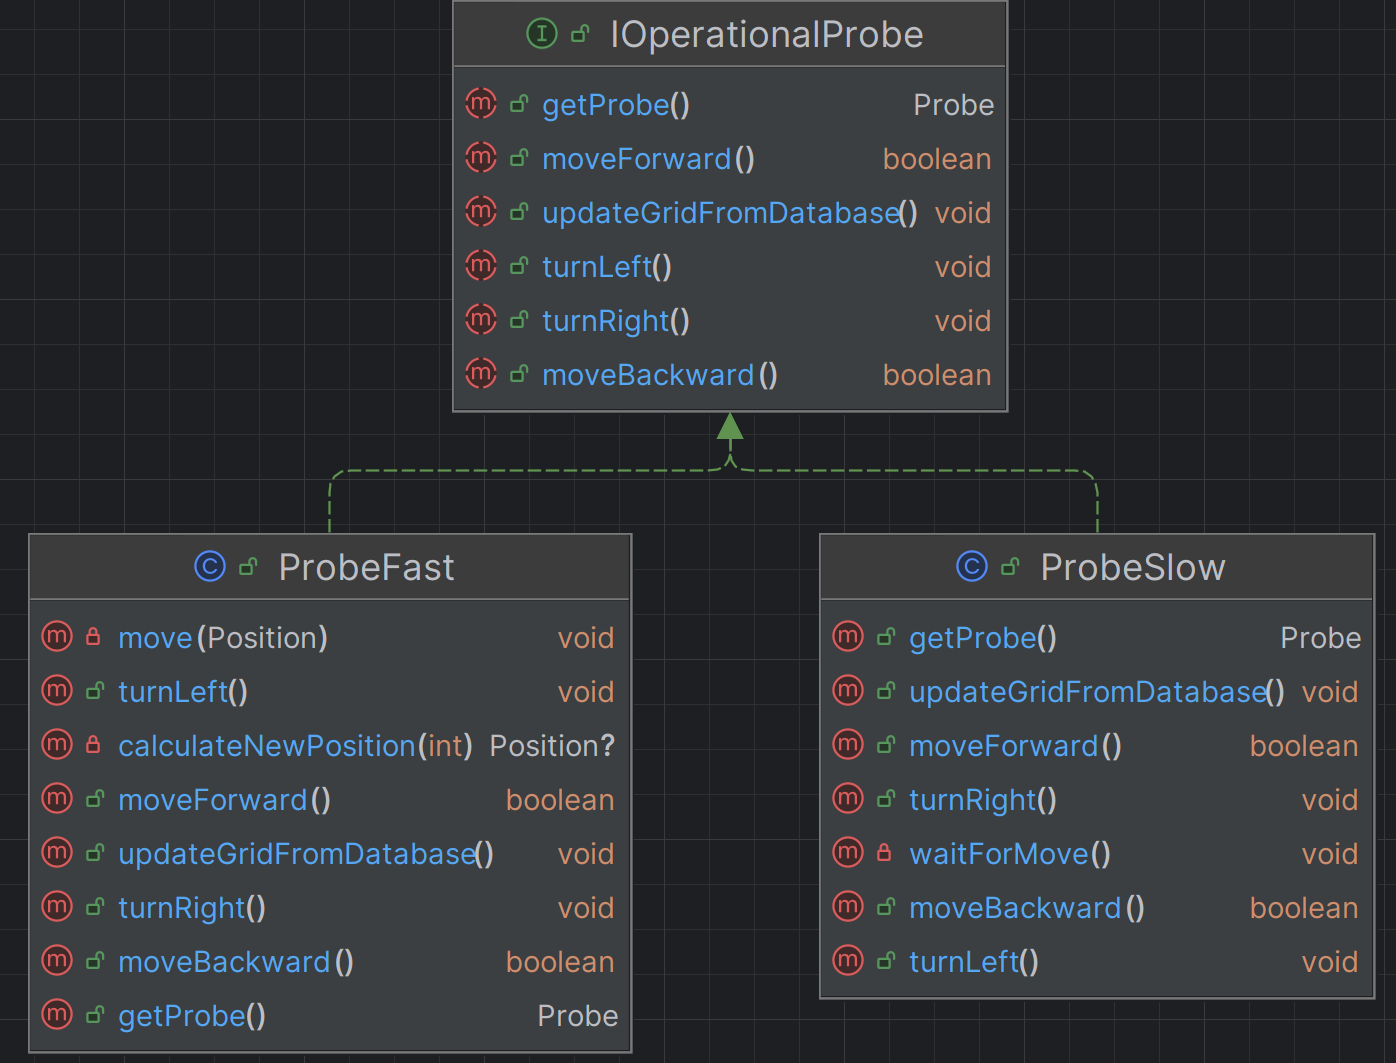 I IOperationalProbe
m getProbe() Probe
m moveForward() boolean
m updateGridFromDatabase() void
m turnLeft() void
m turnRight() void
m moveBackward() boolean
C ProbeFast
m move(Position) void
m turnLeft() void
m calculateNewPosition(int) Position?
m moveForward() boolean
m updateGridFromDatabase() void
m turnRight() void
m moveBackward() boolean
m getProbe() Probe
C ProbeSlow
m getProbe() Probe
m updateGridFromDatabase() void
m moveForward() boolean
m turnRight() void
m waitForMove() void
m moveBackward() boolean
m turnLeft() void